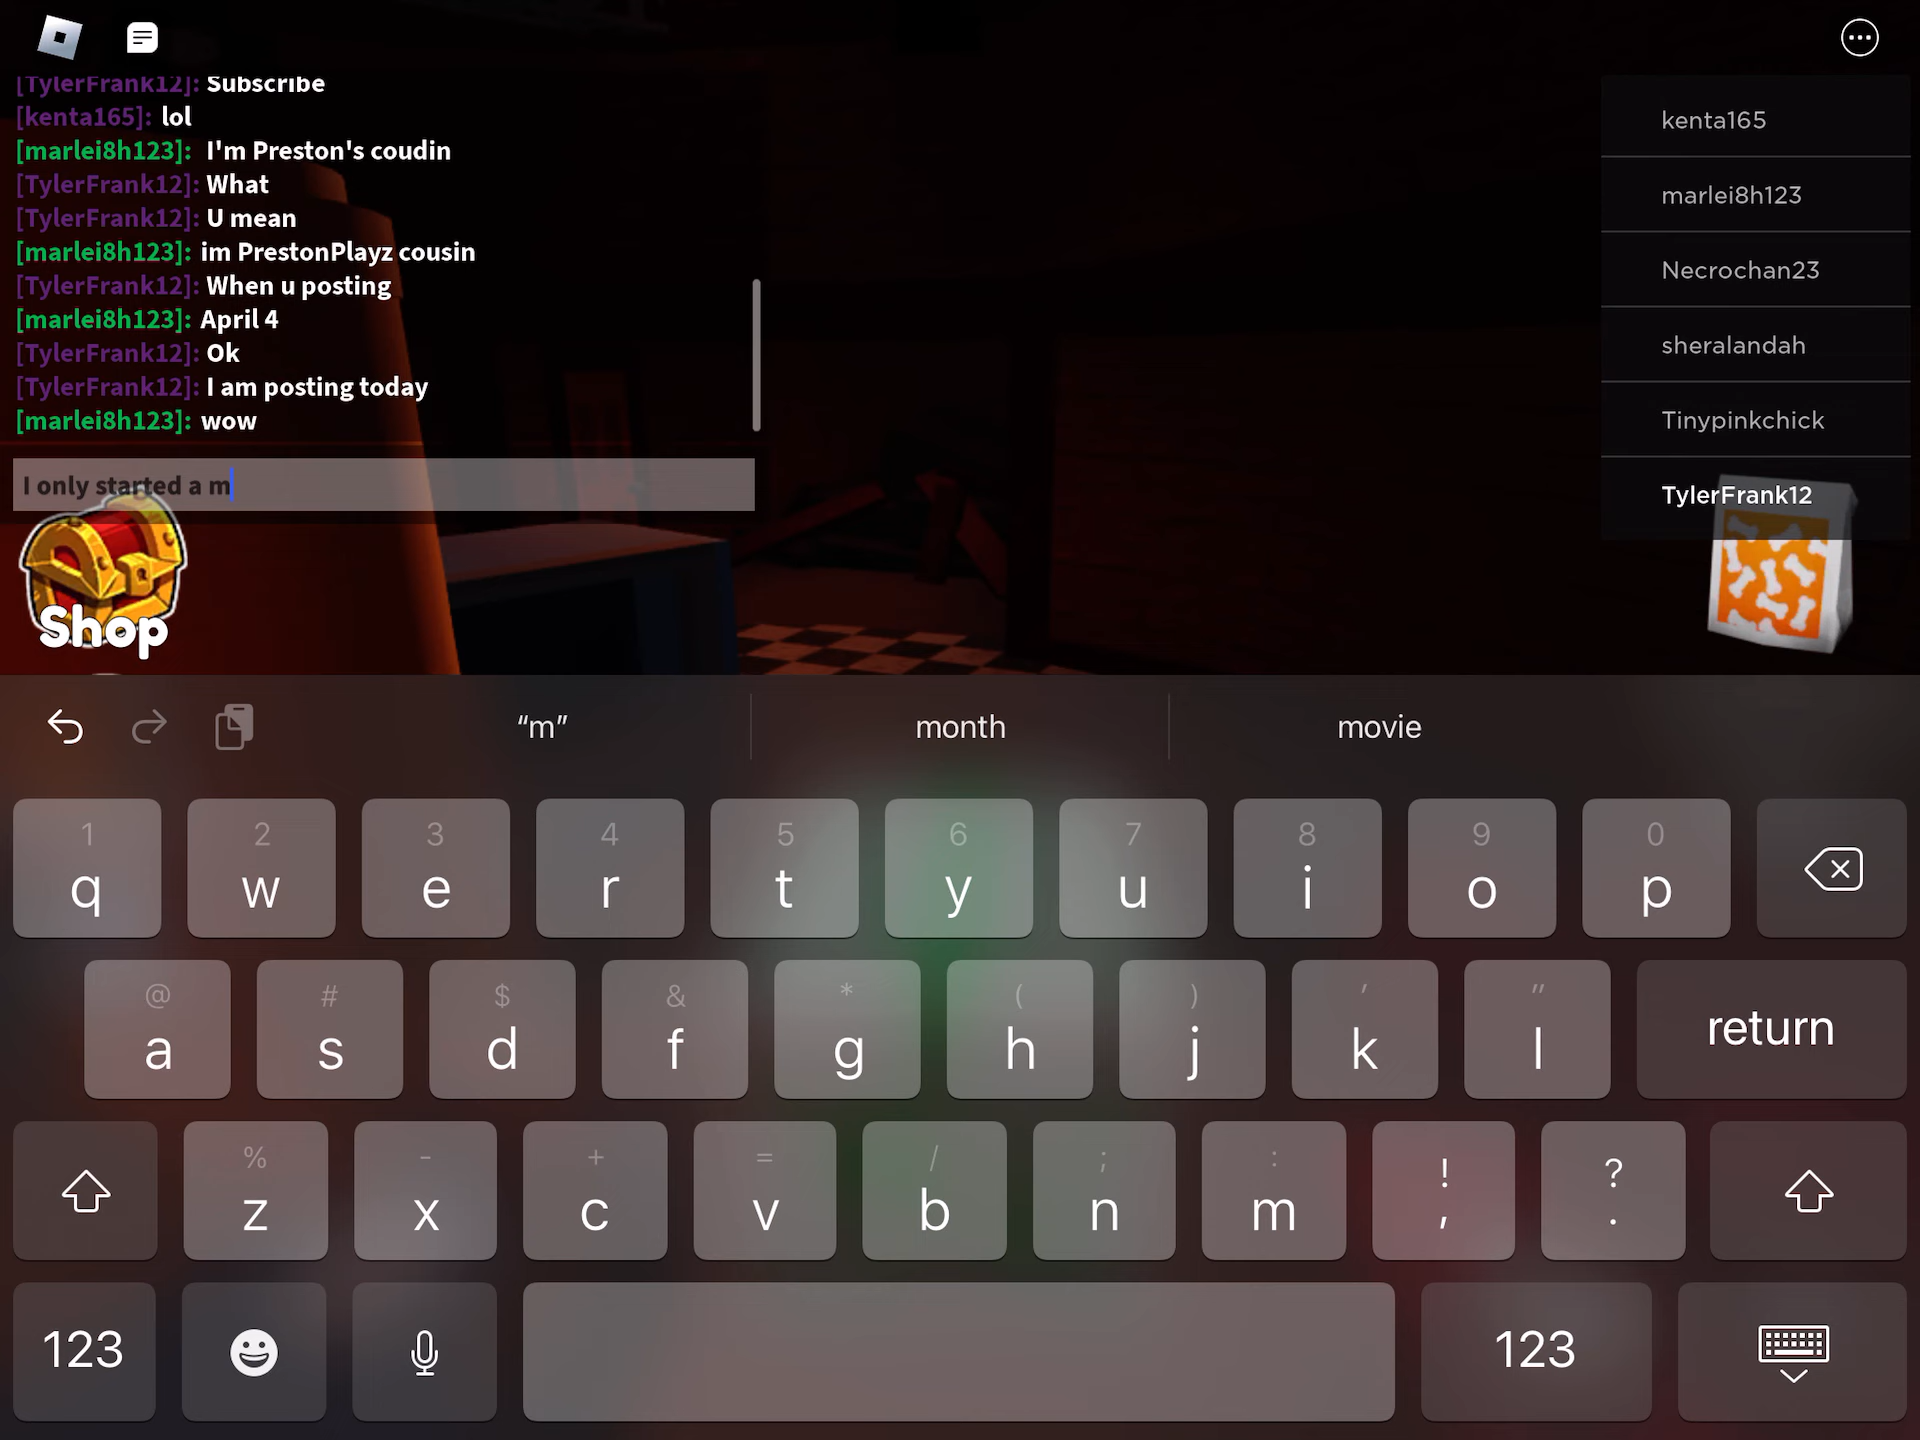 [TylerFrank12]: Subscribe
[kenta165]: lol
[marlei8h123]: I'm Preston's coudin
[TylerFrank12]: What
[TylerFrank12]: U mean
[marlei8h123]: im PrestonPlayz cousin
[TylerFrank12]: When u posting
[marlei8h123]: April 4
[TylerFrank12]: Ok
[TylerFrank12]: I am posting today
[marlei8h123]: wow
I only started a m
Shop
kenta165
marlei8h123
Necrochan23
sheralandah
Tinypinkchick
TylerFrank12
“m” month movie
1 2 3 4 5 6 7 8 9 0
q w e r t y u i o p
@ # $ & * ( ) ' "
a s d f g h j k l return
% - + = / ; : ! ?
z x c v b n m , .
123 123